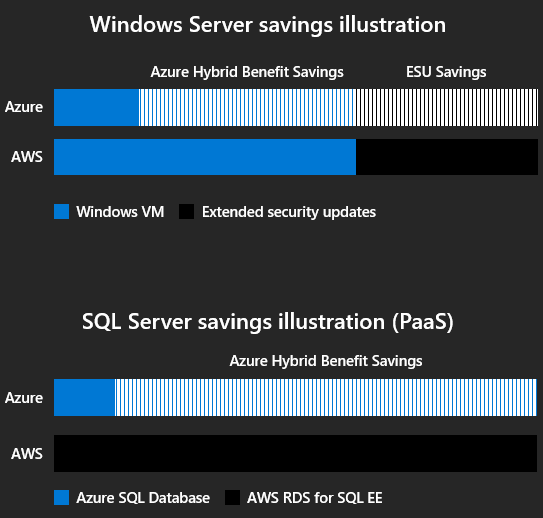 Windows Server savings illustration
Azure Hybrid Benefit Savings ESU Savings
Azure
AWS
Windows VM Extended security updates
SQL Server savings illustration (PaaS)
Azure Hybrid Benefit Savings
Azure
AWS
Azure SQL Database AWS RDS for SQL EE